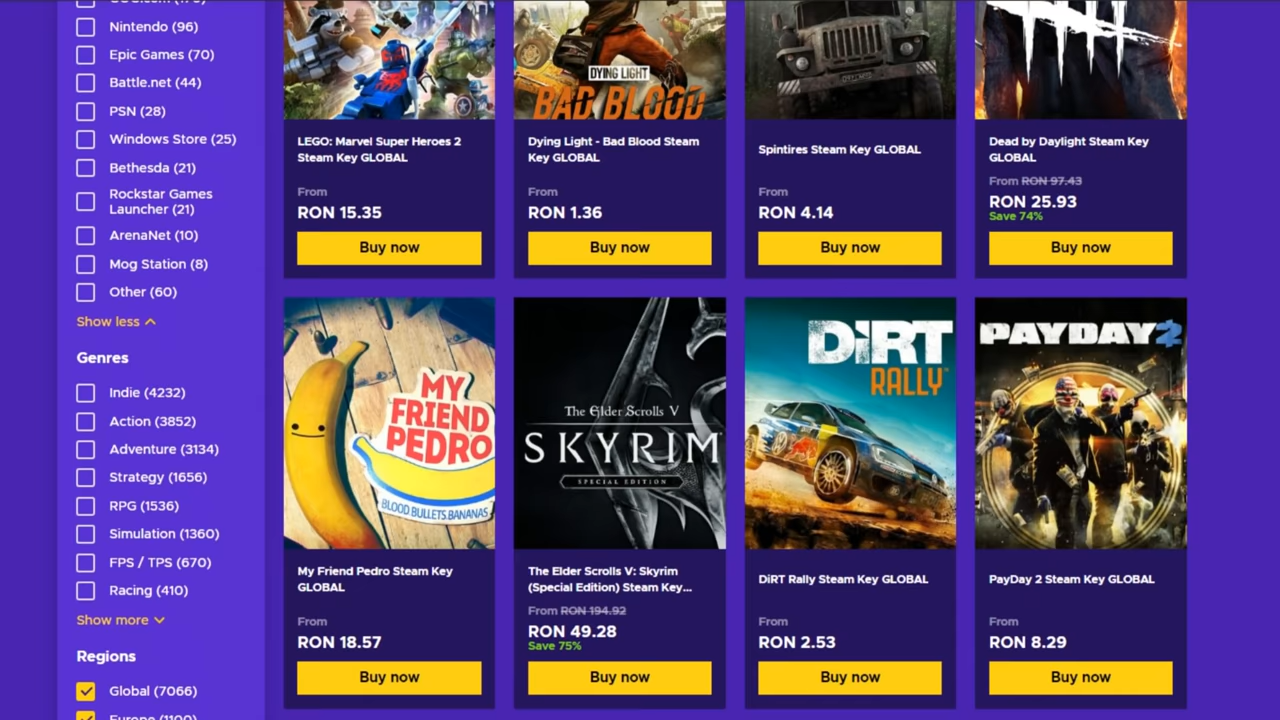 Nintendo (96)
Epic Games (70)
Battle.net (44)
PSN (28)
Windows Store (25)
Bethesda (21)
Rockstar Games
Launcher (21)
ArenaNet (10)
Mog Station (8)
Other (60)
Show less
Genres
Indie (4232)
Action (3852)
Adventure (3134)
Strategy (1656)
RPG (1536)
Simulation (1360)
FPS / TPS (670)
Racing (410)
Show more
Regions
Global (7066)
Europe (1100)
LEGO: Marvel Super Heroes 2
Steam Key GLOBAL
From
RON 15.35
Buy now
DYING LIGHT
BAD BLOOD
Dying Light - Bad Blood Steam
Key GLOBAL
From
RON 1.36
Buy now
Spintires Steam Key GLOBAL
From
RON 4.14
Buy now
Dead by Daylight Steam Key
GLOBAL
From RON 97.43
RON 25.93
Save 74%
Buy now
MY
FRIEND
PEDRO
BLOOD BULLETS BANANAS
My Friend Pedro Steam Key
GLOBAL
From
RON 18.57
Buy now
The Elder Scrolls V
SKYRIM
SPECIAL EDITION
The Elder Scrolls V: Skyrim
(Special Edition) Steam Key...
From RON 194.92
RON 49.28
Save 75%
Buy now
DiRT
RALLY
DiRT Rally Steam Key GLOBAL
From
RON 2.53
Buy now
PAYDAY 2
PayDay 2 Steam Key GLOBAL
From
RON 8.29
Buy now